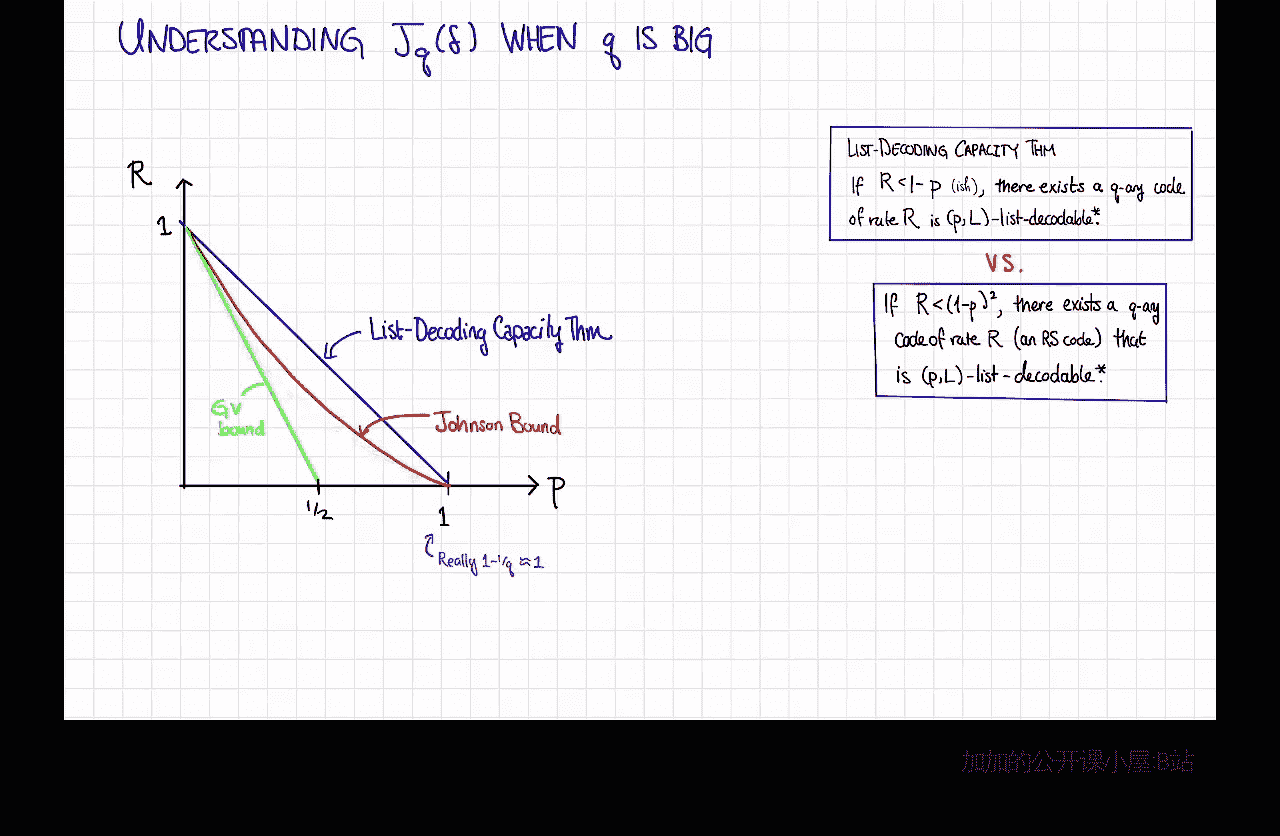 UNDERSTANDING J_q(δ) WHEN q IS BIG
R
1
List-Decoding Capacity Thm
GV
bound
Johnson Bound
1/2
1
P
Really 1-1/q ≈ 1
LIST-DECODING CAPACITY THM
If R<1-p (ish), there exists a q-ary code
of rate R is (p,L)-list-decodable*.
VS.
If R<(1-p)², there exists a q-ary
Code of rate R (an RS code) that
is (p,L)-list-decodable*.
加加的公开课小屋:B站